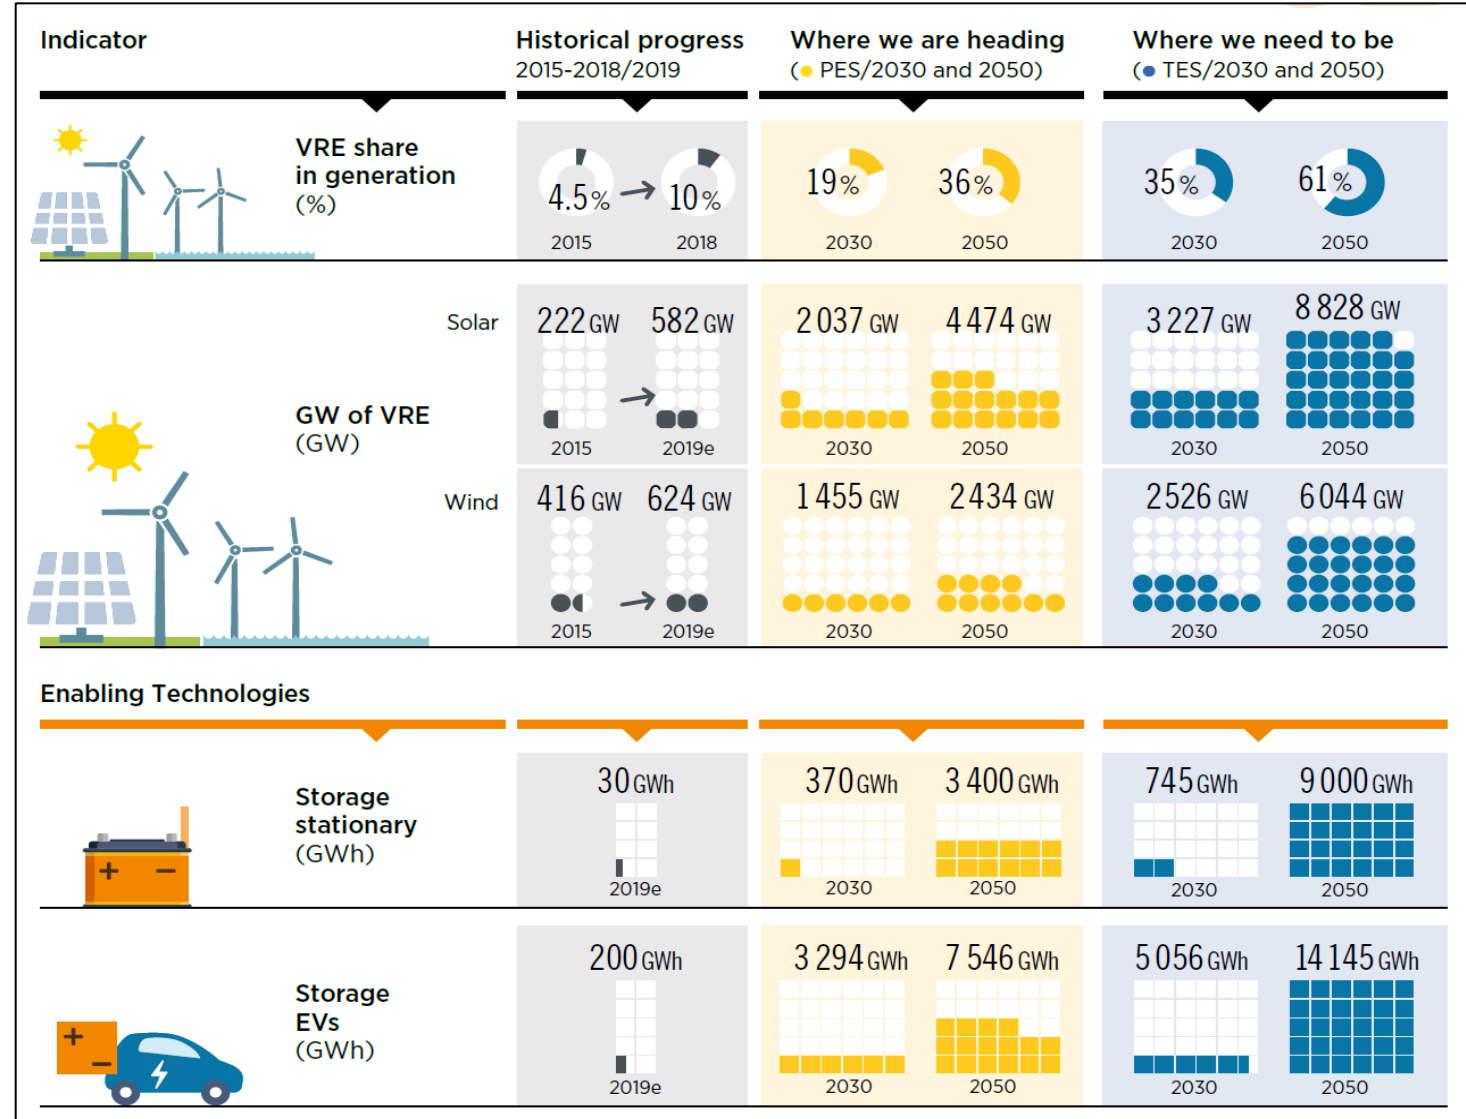 Indicator
Historical progress
2015-2018/2019
Where we are heading
(● PES/2030 and 2050)
Where we need to be
(● TES/2030 and 2050)
VRE share
in generation
(%)
4.5% → 10%
2015 2018
19% 36%
2030 2050
35% 61%
2030 2050
GW of VRE
(GW)
Solar
222 GW 582 GW
2015 2019e
2 037 GW 4 474 GW
2030 2050
3 227 GW 8 828 GW
2030 2050
Wind
416 GW 624 GW
2015 2019e
1 455 GW 2 434 GW
2030 2050
2 526 GW 6 044 GW
2030 2050
Enabling Technologies
+ −
Storage
stationary
(GWh)
30 GWh
2019e
370 GWh 3 400 GWh
2030 2050
745 GWh 9 000 GWh
2030 2050
+
−
Storage
EVs
(GWh)
200 GWh
2019e
3 294 GWh 7 546 GWh
2030 2050
5 056 GWh 14 145 GWh
2030 2050